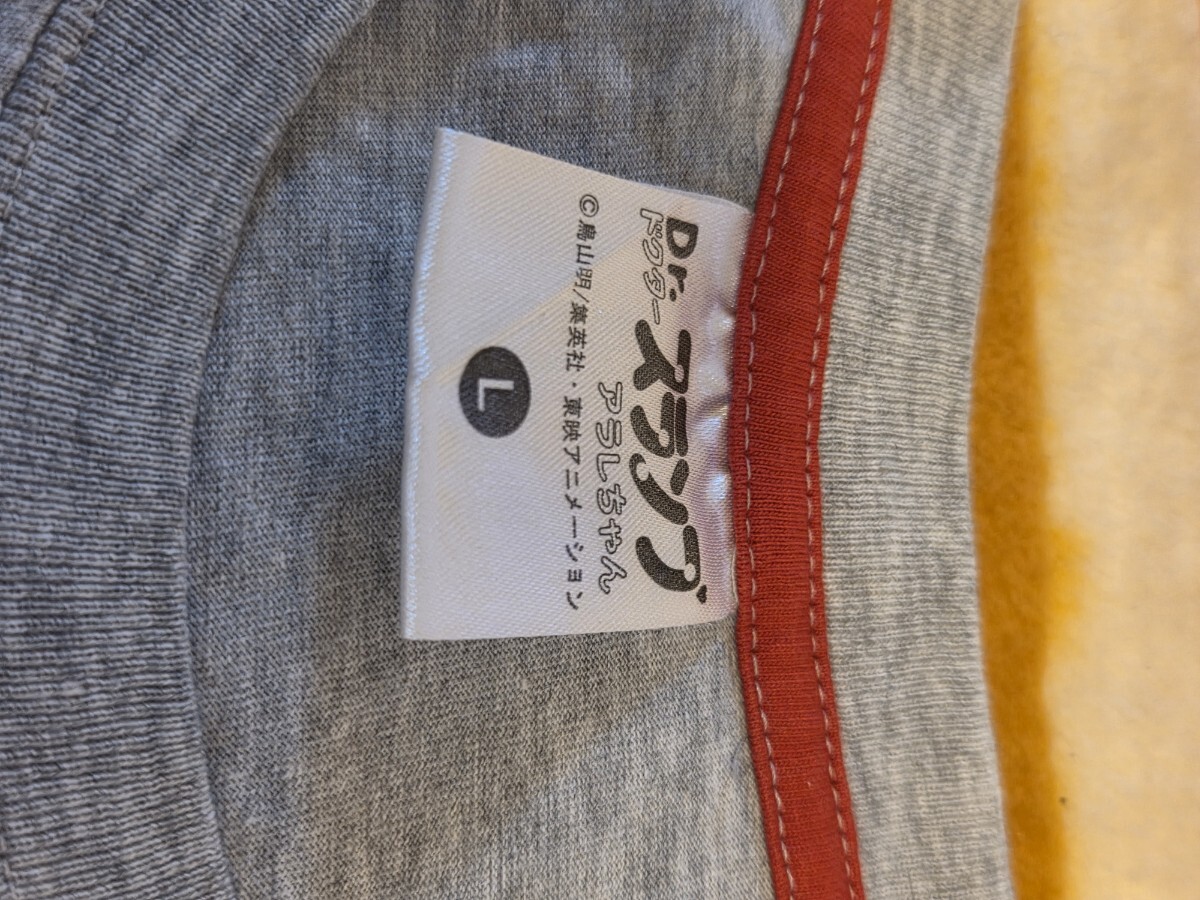 Dr.スランプ
ドクター
アラレちゃん
©鳥山明/集英社・東映アニメーション
L